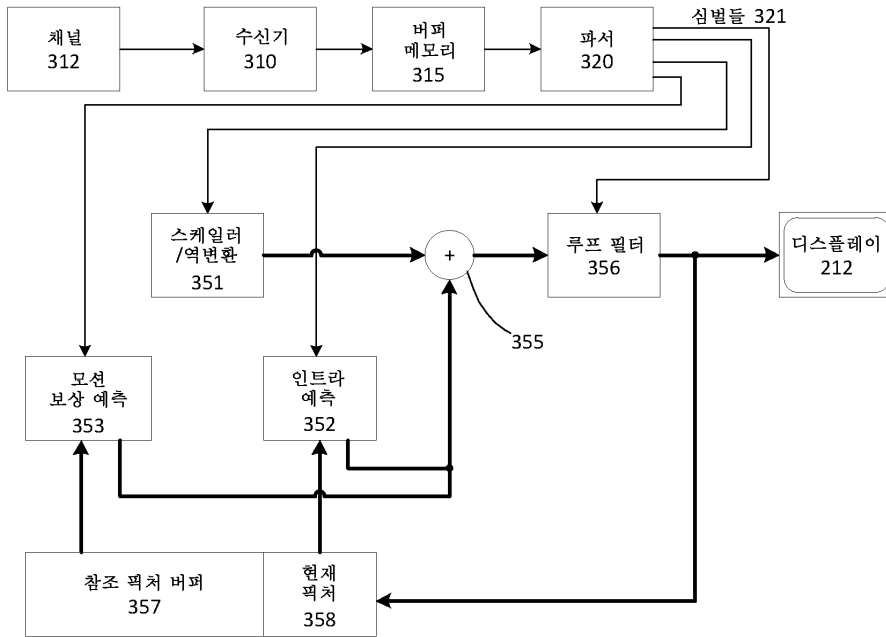 심벌들 321
채널
312
수신기
310
버퍼
메모리
315
파서
320
스케일러
/역변환
351
+
355
루프 필터
356
디스플레이
212
모션
보상 예측
353
인트라
예측
352
참조 픽처 버퍼
357
현재
픽처
358